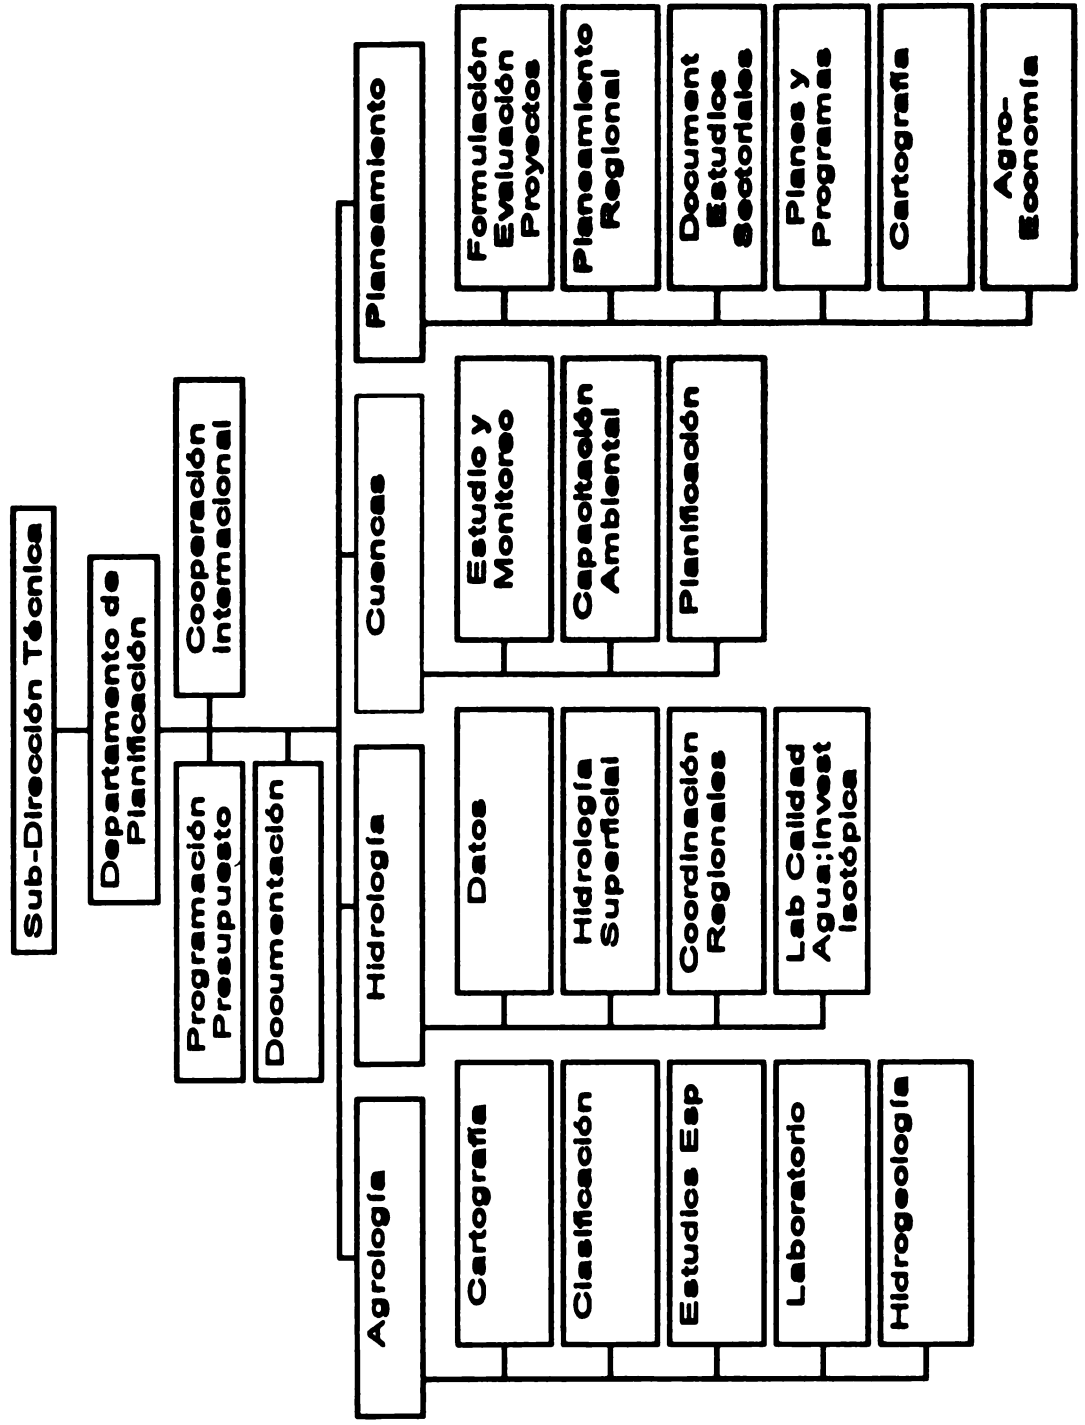 Sub-Dirección Técnica
Departamento de
Planificación
Programación
Presupuesto
Cooperación
Internacional
Documentación
Agrología
Cartografía
Clasificación
Estudios Esp
Laboratorio
Hidrogeología
Hidrología
Datos
Hidrología
Superficial
Coordinación
Regionales
Lab Calidad
Agua;Invest
Isotópica
Cuencas
Estudio y
Monitoreo
Capacitación
Ambiental
Planificación
Planeamiento
Formulación
Evaluación
Proyectos
Planeamiento
Regional
Document
Estudios
Sectoriales
Planes y
Programas
Cartografía
Agro-
Economía